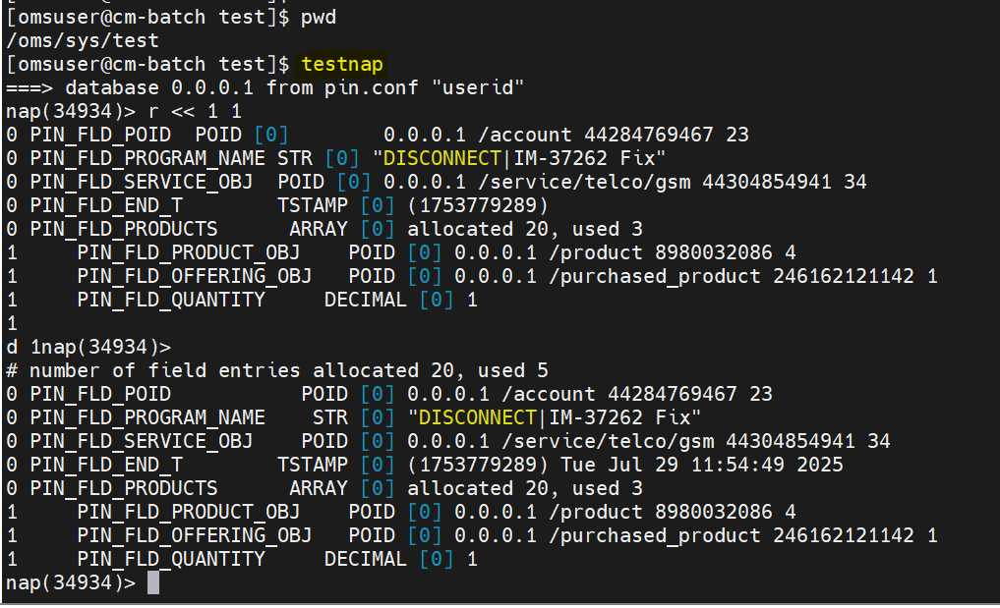 [omsuser@cm-batch test]$ pwd
/oms/sys/test
[omsuser@cm-batch test]$ testnap
===> database 0.0.0.1 from pin.conf "userid"
nap(34934)> r << 1 1
0 PIN_FLD_POID  POID [0]        0.0.0.1 /account 44284769467 23
0 PIN_FLD_PROGRAM_NAME STR [0] "DISCONNECT|IM-37262 Fix"
0 PIN_FLD_SERVICE_OBJ  POID [0] 0.0.0.1 /service/telco/gsm 44304854941 34
0 PIN_FLD_END_T        TSTAMP [0] (1753779289)
0 PIN_FLD_PRODUCTS      ARRAY [0] allocated 20, used 3
1     PIN_FLD_PRODUCT_OBJ    POID [0] 0.0.0.1 /product 8980032086 4
1     PIN_FLD_OFFERING_OBJ   POID [0] 0.0.0.1 /purchased_product 246162121142 1
1     PIN_FLD_QUANTITY     DECIMAL [0] 1
1
d 1nap(34934)>
# number of field entries allocated 20, used 5
0 PIN_FLD_POID           POID [0] 0.0.0.1 /account 44284769467 23
0 PIN_FLD_PROGRAM_NAME    STR [0] "DISCONNECT|IM-37262 Fix"
0 PIN_FLD_SERVICE_OBJ    POID [0] 0.0.0.1 /service/telco/gsm 44304854941 34
0 PIN_FLD_END_T        TSTAMP [0] (1753779289) Tue Jul 29 11:54:49 2025
0 PIN_FLD_PRODUCTS      ARRAY [0] allocated 20, used 3
1     PIN_FLD_PRODUCT_OBJ    POID [0] 0.0.0.1 /product 8980032086 4
1     PIN_FLD_OFFERING_OBJ   POID [0] 0.0.0.1 /purchased_product 246162121142 1
1     PIN_FLD_QUANTITY     DECIMAL [0] 1
nap(34934)>